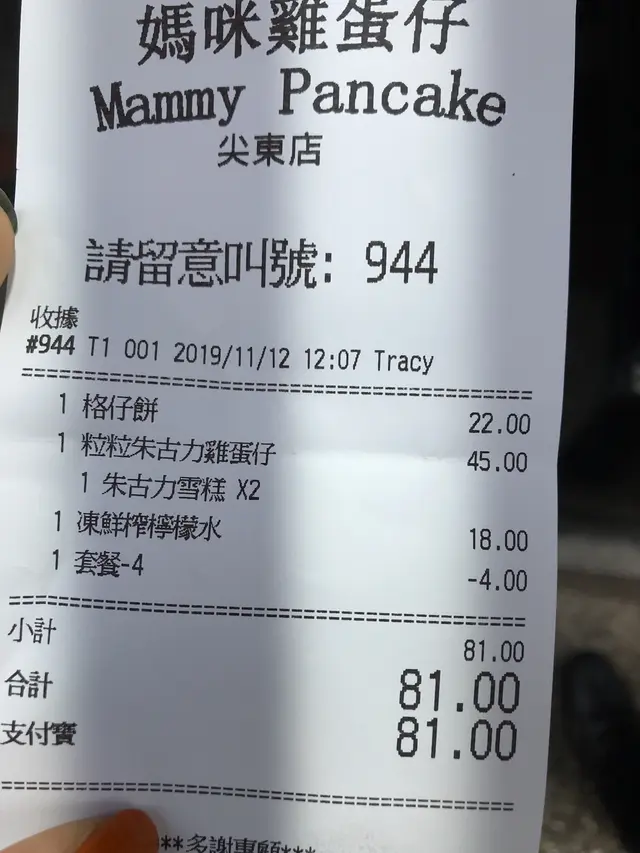 媽咪雞蛋仔
Mammy Pancake
尖東店
請留意叫號: 944
收據
#944 T1 001 2019/11/12 12:07 Tracy
1 格仔餅 22.00
1 粒粒朱古力雞蛋仔 45.00
1 朱古力雪糕 X2
1 凍鮮榨檸檬水 18.00
1 套餐-4 -4.00
小計 81.00
合計 81.00
支付寶 81.00
**多謝惠顧***